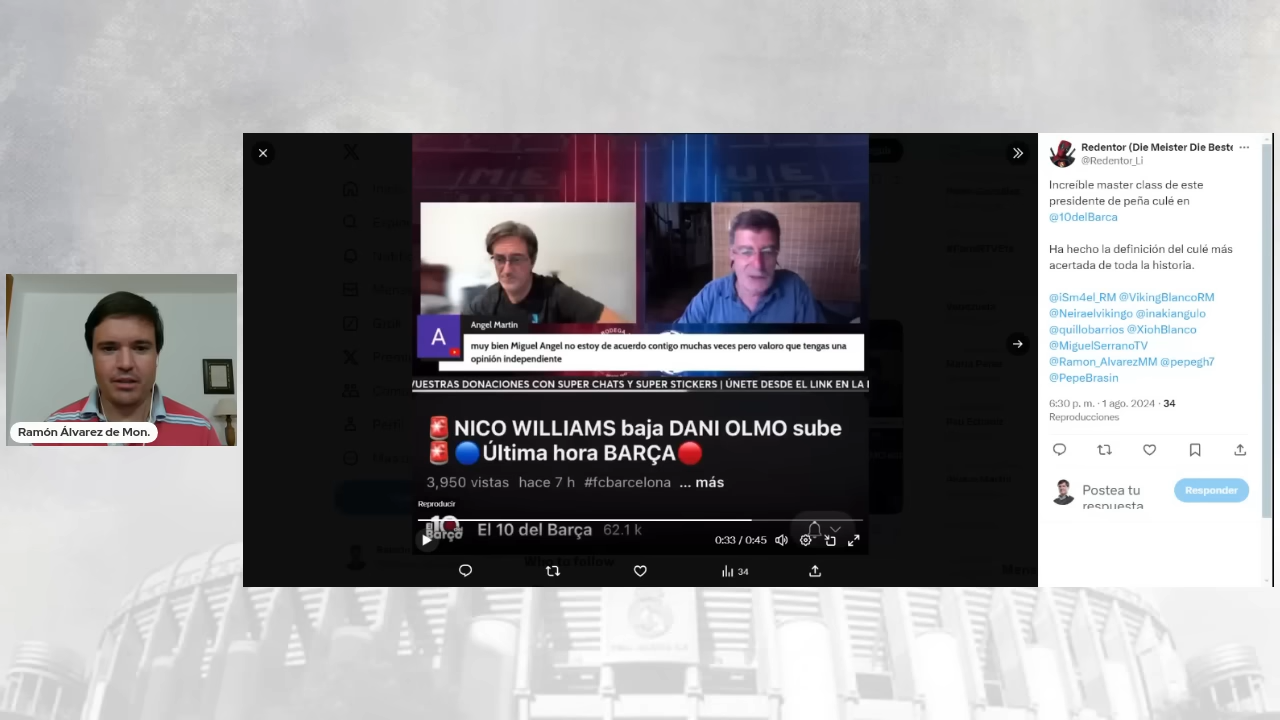 Ramón Álvarez de Mon.
Angel Martin
A
muy bien Miguel Angel no estoy de acuerdo contigo muchas veces pero valoro que tengas una
opinión independiente
VUESTRAS DONACIONES CON SUPER CHATS Y SUPER STICKERS | ÚNETE DESDE EL LINK EN LA
🚨NICO WILLIAMS baja DANI OLMO sube
🚨🔵Última hora BARÇA🔴
3,950 vistas hace 7 h #fcbarcelona ... más
Reproducir
El 10 del Barça 62.1 k
0:33 / 0:45
34
Redentor (Die Meister Die Beste
@Redentor_Li
Increíble master class de este
presidente de peña culé en
@10delBarca
Ha hecho la definición del culé más
acertada de toda la historia.
@iSm4el_RM @VikingBlancoRM
@Neiraelvikingo @inakiangulo
@quillobarrios @XiohBlanco
@MiguelSerranoTV
@Ramon_AlvarezMM @pepegh7
@PepeBrasin
6:30 p. m. · 1 ago. 2024 · 34
Reproducciones
Postea tu
respuesta
Responder